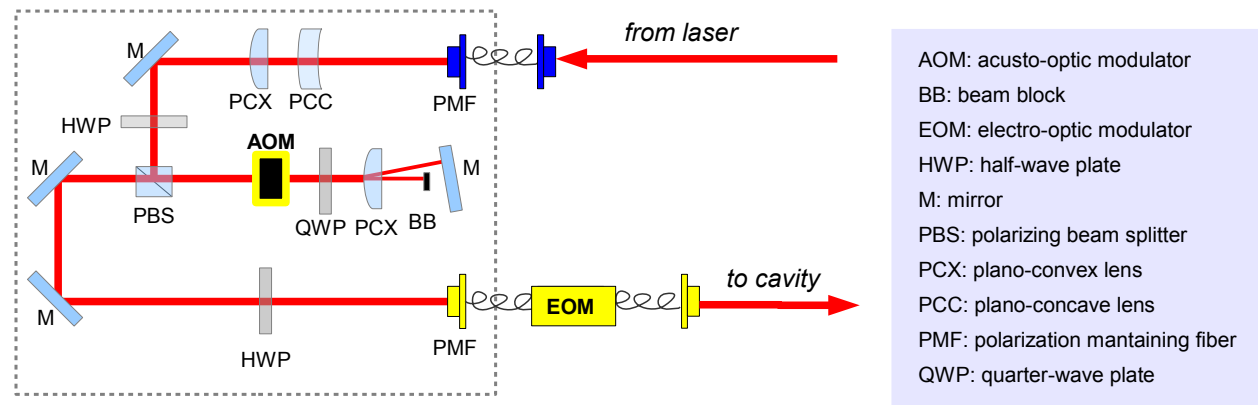 from laser
M
PCX
PCC
PMF
HWP
AOM
M
M
PBS
QWP
PCX
BB
to cavity
EOM
M
HWP
PMF
AOM: acusto-optic modulator
BB: beam block
EOM: electro-optic modulator
HWP: half-wave plate
M: mirror
PBS: polarizing beam splitter
PCX: plano-convex lens
PCC: plano-concave lens
PMF: polarization mantaining fiber
QWP: quarter-wave plate